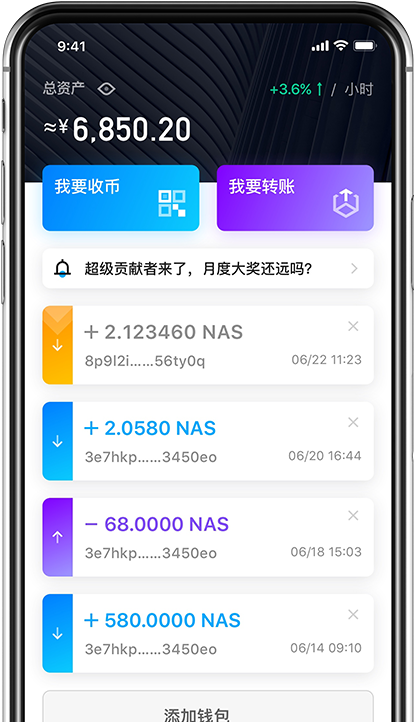 9:41
总资产
+3.6%↑ / 小时
≈¥6,850.20
我要收币
我要转账
超级贡献者来了，月度大奖还远吗？
+ 2.123460 NAS
8p9l2i……56ty0q
06/22 11:23
+ 2.0580 NAS
3e7hkp……3450eo
06/20 16:44
− 68.0000 NAS
3e7hkp……3450eo
06/18 15:03
+ 580.0000 NAS
3e7hkp……3450eo
06/14 09:10
添加钱包